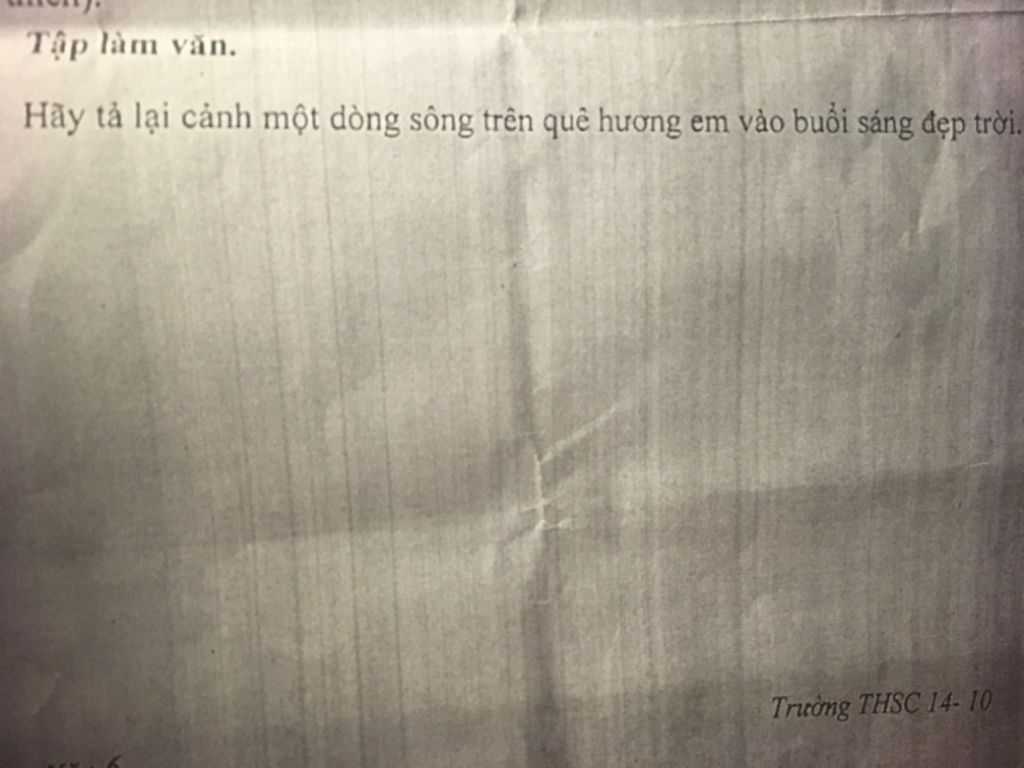 Tập làm văn.
Hãy tả lại cảnh một dòng sông trên quê hương em vào buổi sáng đẹp trời.
Trường THSC 14- 10